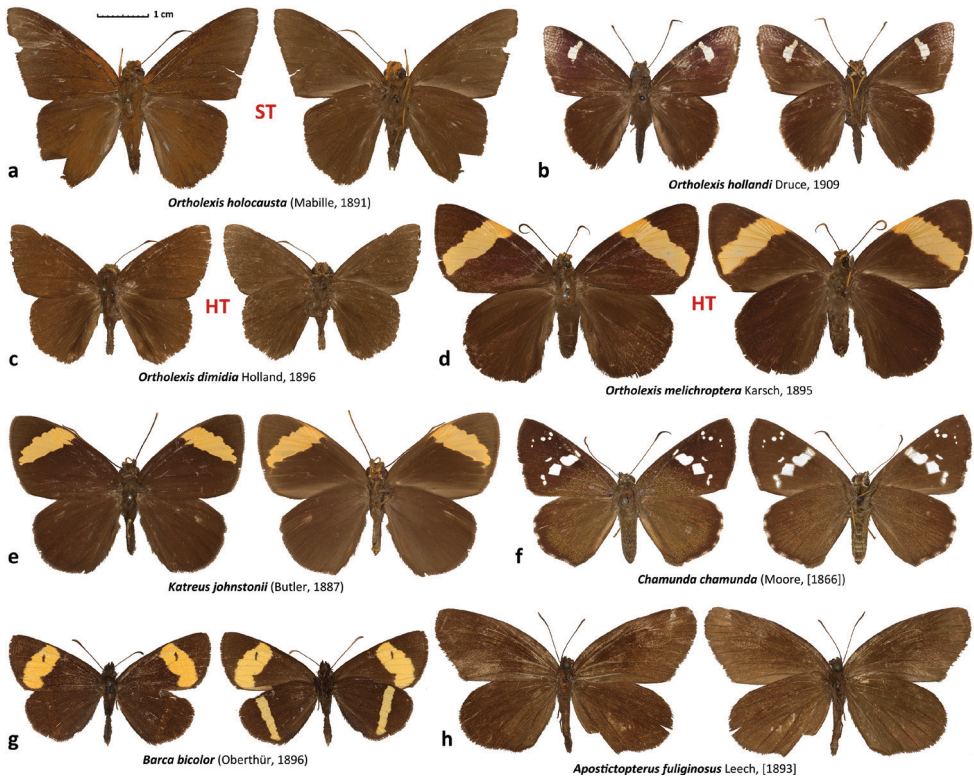 1 cm
ST
a
Ortholexis holocausta (Mabille, 1891)
b
Ortholexis hollandi Druce, 1909
HT
c
Ortholexis dimidia Holland, 1896
HT
d
Ortholexis melichroptera Karsch, 1895
e
Katreus johnstonii (Butler, 1887)
f
Chamunda chamunda (Moore, [1866])
g
Barca bicolor (Oberthür, 1896)
h
Apostictopterus fuliginosus Leech, [1893]